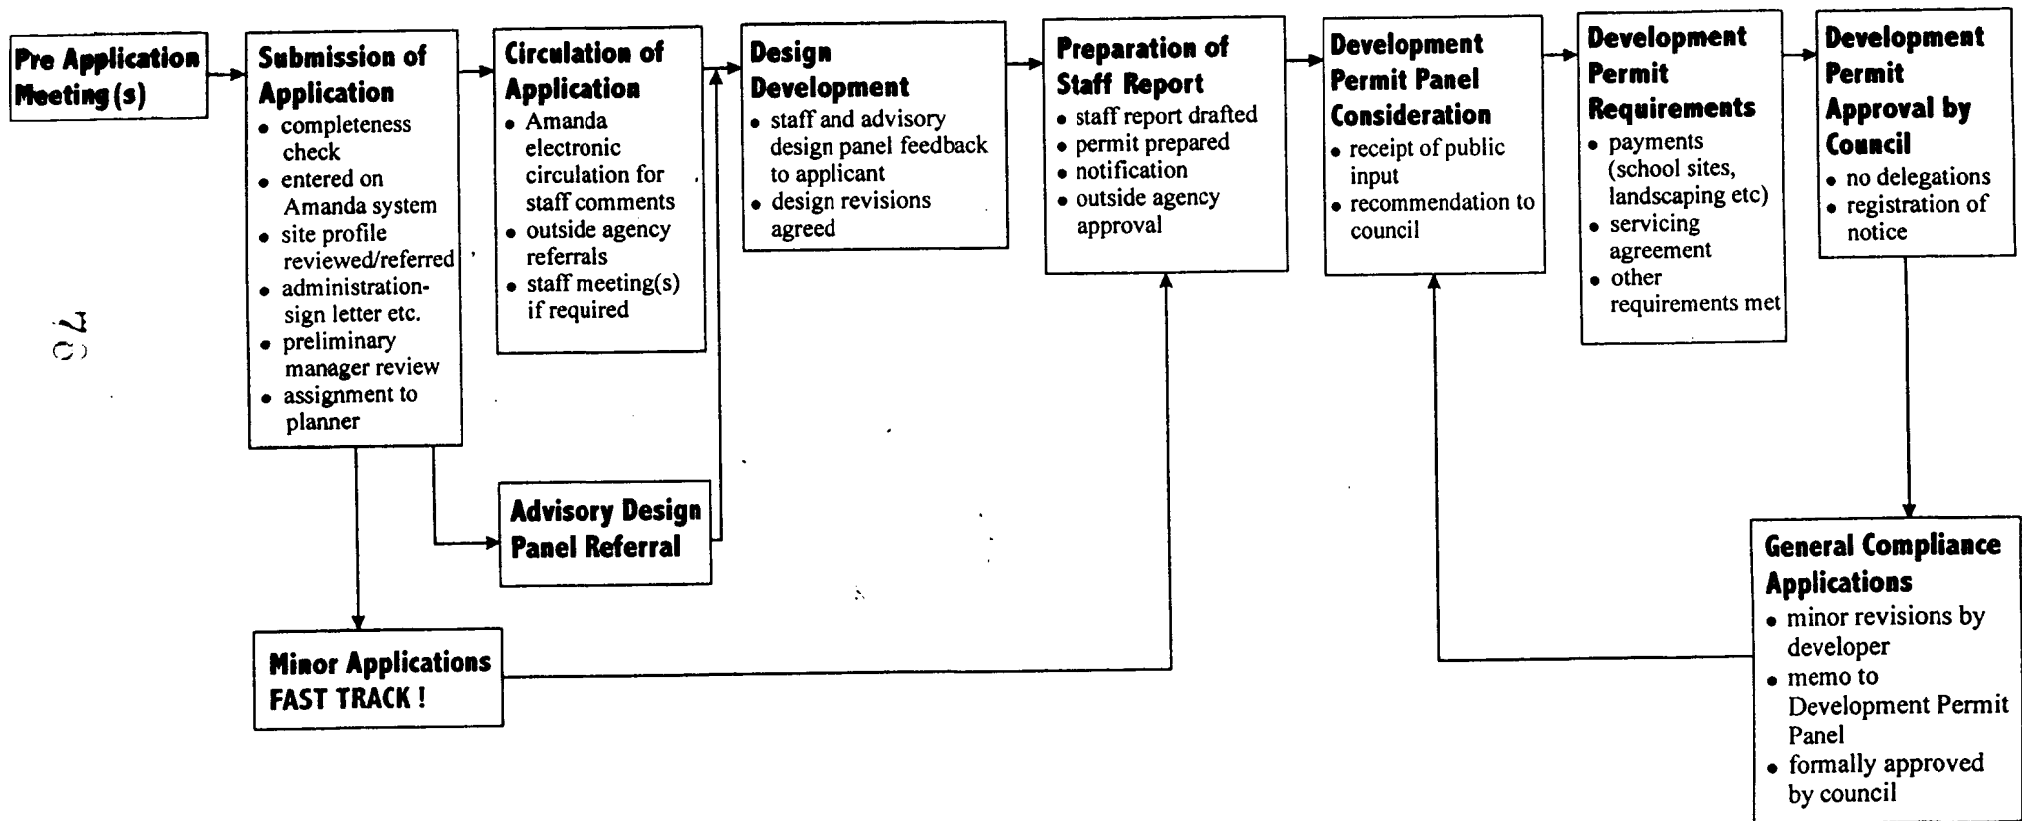 Pre Application
Meeting(s)
Submission of
Application
• completeness
check
• entered on
Amanda system
• site profile
reviewed/referred
• administration-
sign letter etc.
• preliminary
manager review
• assignment to
planner
Circulation of
Application
• Amanda
electronic
circulation for
staff comments
• outside agency
referrals
• staff meeting(s)
if required
Design
Development
• staff and advisory
design panel feedback
to applicant
• design revisions
agreed
Preparation of
Staff Report
• staff report drafted
• permit prepared
• notification
• outside agency
approval
Development
Permit Panel
Consideration
• receipt of public
input
• recommendation to
council
Development
Permit
Requirements
• payments
(school sites,
landscaping etc)
• servicing
agreement
• other
requirements met
Development
Permit
Approval by
Council
• no delegations
• registration of
notice
Advisory Design
Panel Referral
Minor Applications
FAST TRACK !
General Compliance
Applications
• minor revisions by
developer
• memo to
Development Permit
Panel
• formally approved
by council